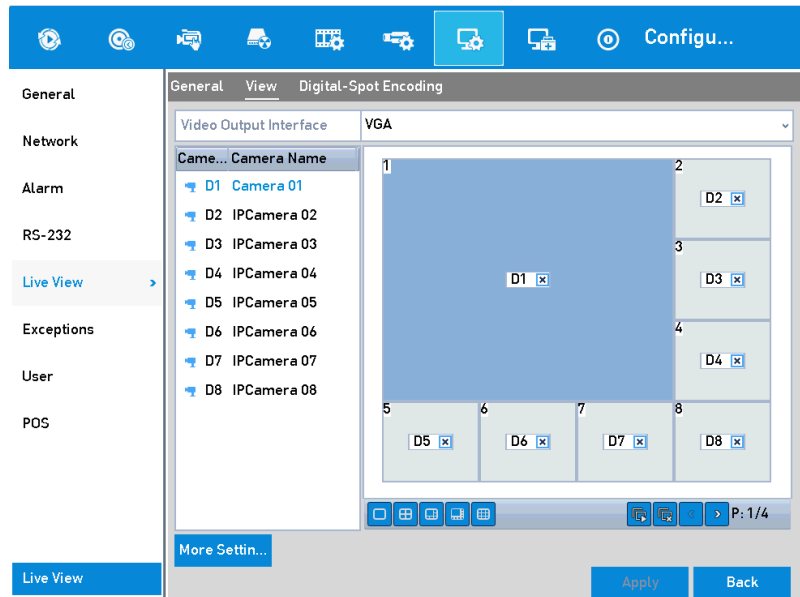 Configu...
General
Network
Alarm
RS-232
Live View
Exceptions
User
POS
Live View
General View Digital-Spot Encoding
Video Output Interface VGA
Came... Camera Name
D1 Camera 01
D2 IPCamera 02
D3 IPCamera 03
D4 IPCamera 04
D5 IPCamera 05
D6 IPCamera 06
D7 IPCamera 07
D8 IPCamera 08
1
D1
2
D2
3
D3
4
D4
5
D5
6
D6
7
D7
8
D8
P: 1/4
More Settin...
Apply Back